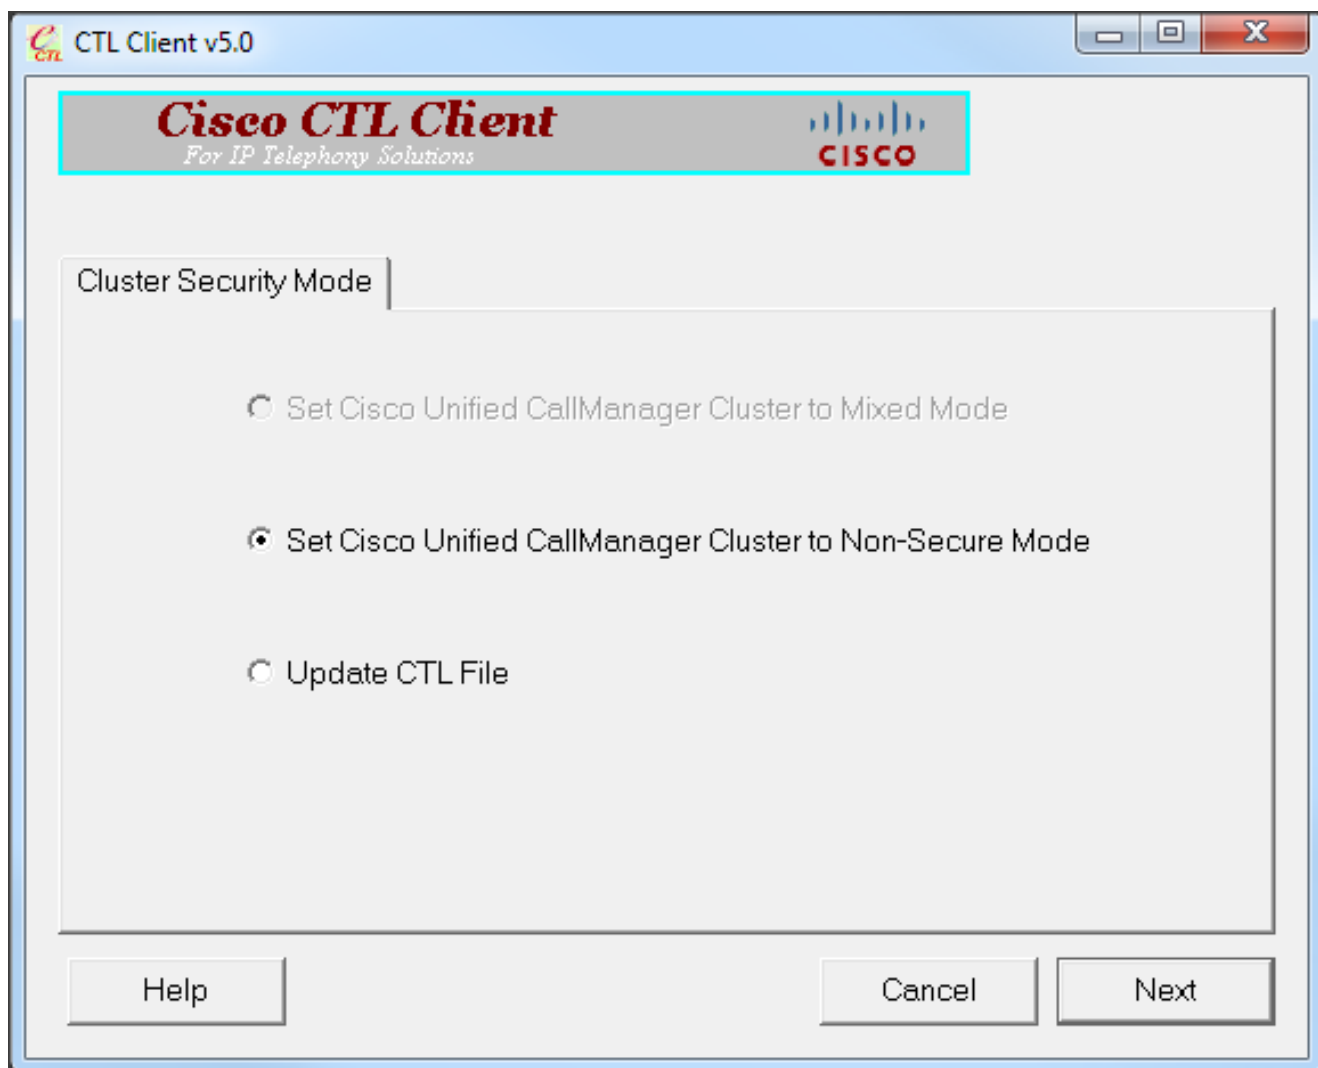 CTL Client v5.0
Cisco CTL Client
For IP Telephony Solutions
CISCO
Cluster Security Mode
Set Cisco Unified CallManager Cluster to Mixed Mode
Set Cisco Unified CallManager Cluster to Non-Secure Mode
Update CTL File
Help
Cancel
Next